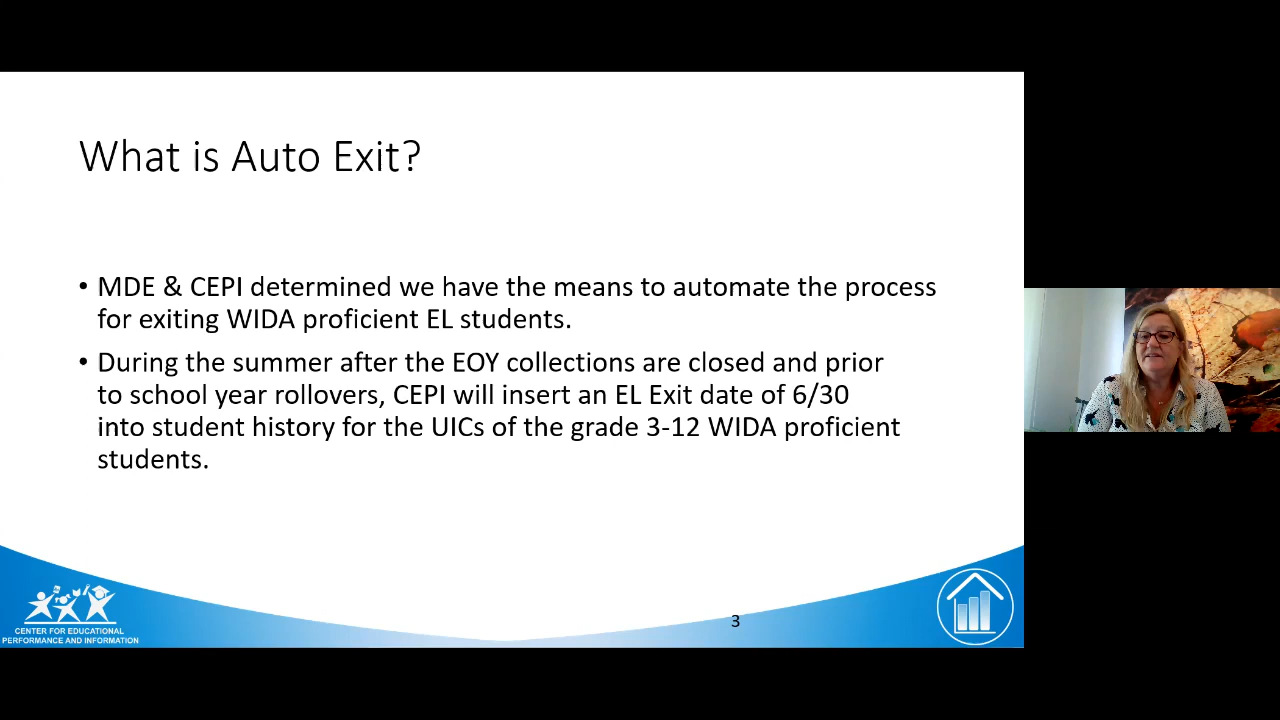 What is Auto Exit?
• MDE & CEPI determined we have the means to automate the process
for exiting WIDA proficient EL students.
• During the summer after the EOY collections are closed and prior
to school year rollovers, CEPI will insert an EL Exit date of 6/30
into student history for the UICs of the grade 3-12 WIDA proficient
students.
CENTER FOR EDUCATIONAL
PERFORMANCE AND INFORMATION
3